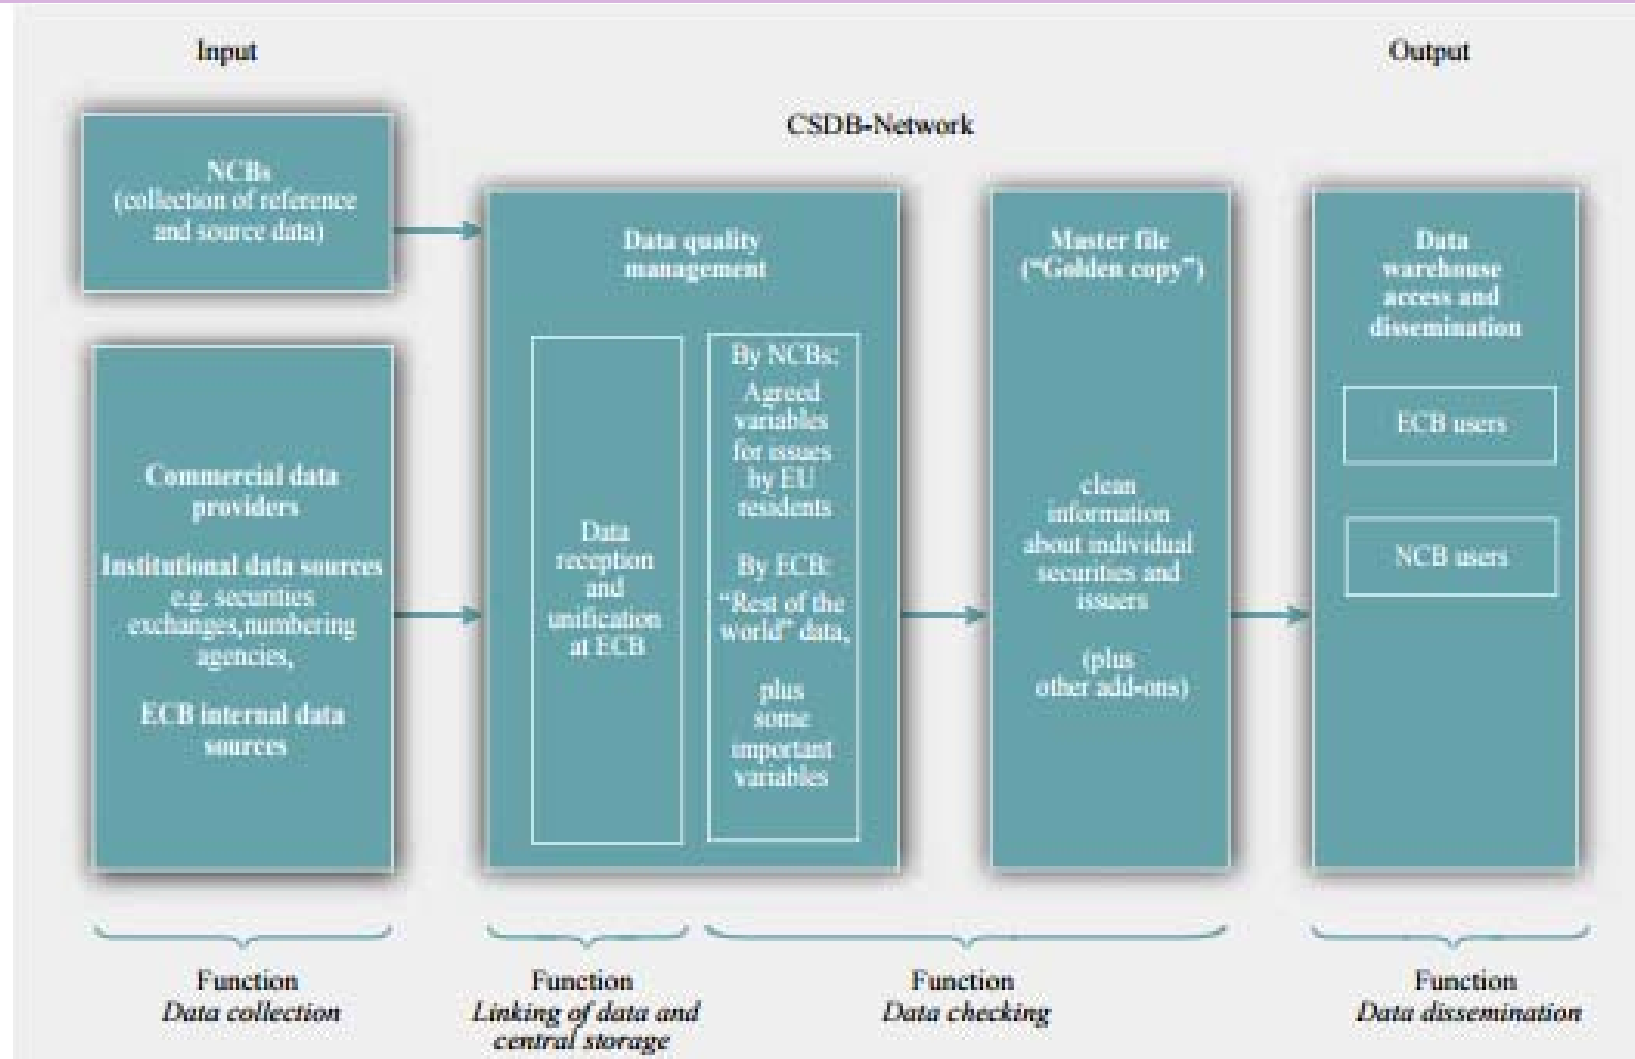 Input
Output
CSDB-Network
NCBs
(collection of reference
and source data)
Commercial data
providers
Institutional data sources
e.g. securities
exchanges,numbering
agencies,
ECB internal data
sources
Data quality
management
Data
reception
and
unification
at ECB
By NCBs:
Agreed
variables
for issues
by EU
residents
By ECB:
"Rest of the
world" data,
plus
some
important
variables
Master file
("Golden copy")
clean
information
about individual
securities and
issuers
(plus
other add-ons)
Data
warehouse
access and
dissemination
ECB users
NCB users
Function
Data collection
Function
Linking of data and
central storage
Function
Data checking
Function
Data dissemination